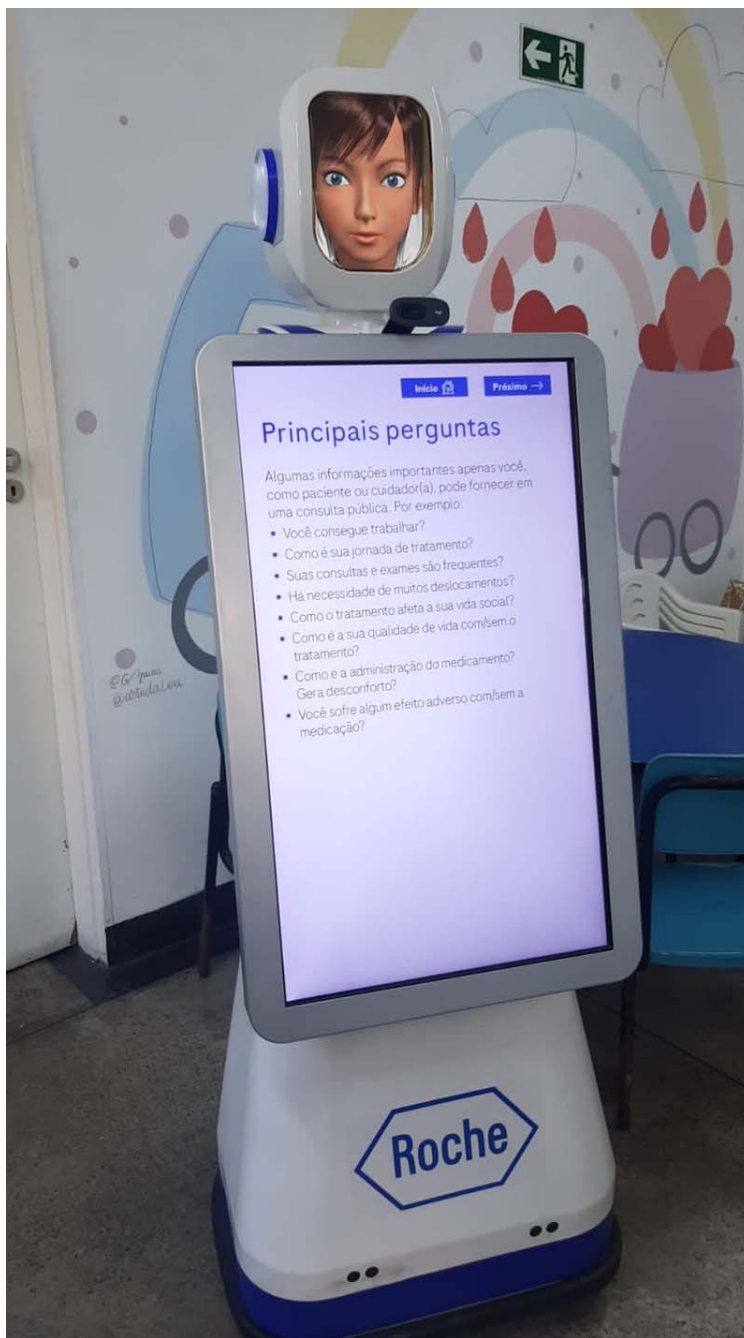 Início
Próximo →
Principais perguntas
Algumas informações importantes apenas você,
como paciente ou cuidador(a), pode fornecer em
uma consulta pública. Por exemplo:
• Você consegue trabalhar?
• Como é sua jornada de tratamento?
• Suas consultas e exames são frequentes?
• Há necessidade de muitos deslocamentos?
• Como o tratamento afeta a sua vida social?
• Como é a sua qualidade de vida com/sem o
tratamento?
• Como é a administração do medicamento?
Gera desconforto?
• Você sofre algum efeito adverso com/sem a
medicação?
Roche